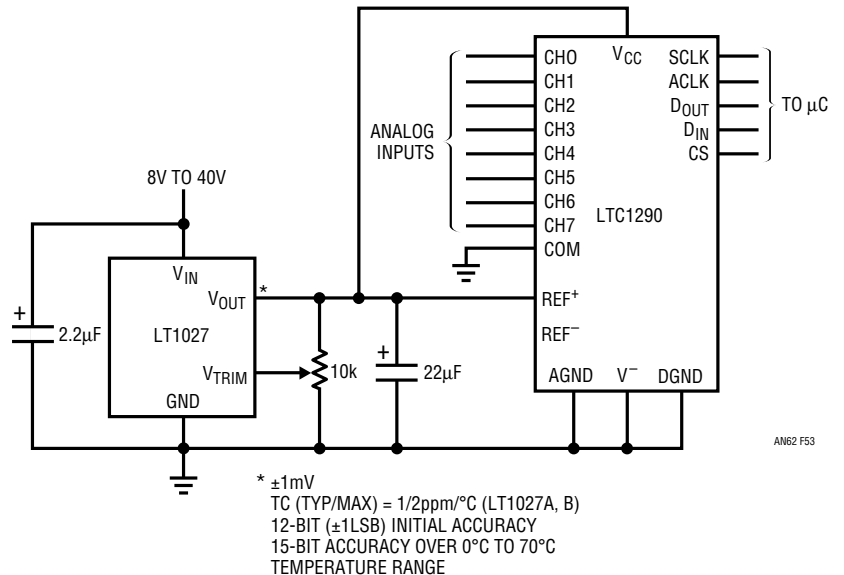 CH0
CH1
CH2
CH3
CH4
CH5
CH6
CH7
COM
VCC
SCLK
ACLK
DOUT
DIN
CS
TO μC
ANALOG
INPUTS
LTC1290
8V TO 40V
VIN
VOUT
*
LT1027
VTRIM
GND
+
2.2μF
10k
+
22μF
REF+
REF−
AGND
V−
DGND
AN62 F53
* ±1mV
TC (TYP/MAX) = 1/2ppm/°C (LT1027A, B)
12-BIT (±1LSB) INITIAL ACCURACY
15-BIT ACCURACY OVER 0°C TO 70°C
TEMPERATURE RANGE